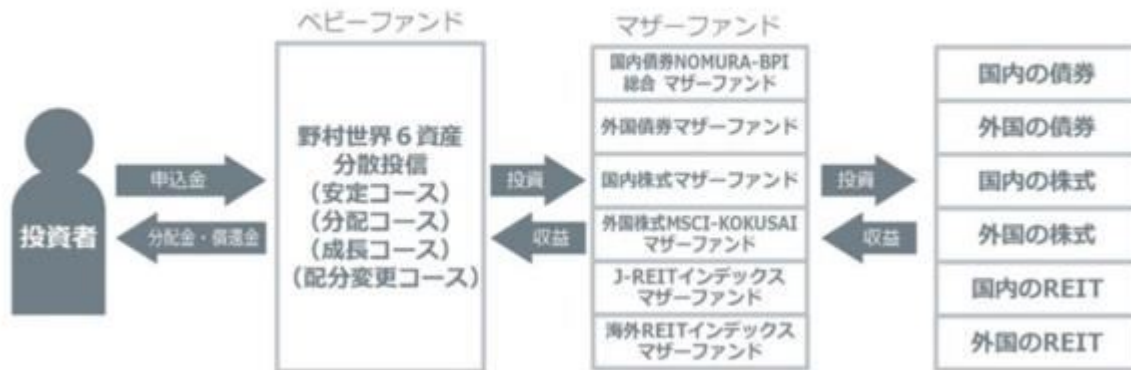 ベビーファンド
マザーファンド
投資者
申込金
分配金・償還金
野村世界6資産
分散投信
(安定コース)
(分配コース)
(成長コース)
(配分変更コース)
投資
収益
国内債券NOMURA-BPI
総合 マザーファンド
外国債券マザーファンド
国内株式マザーファンド
外国株式MSCI-KOKUSAI
マザーファンド
J-REITインデックス
マザーファンド
海外REITインデックス
マザーファンド
投資
収益
国内の債券
外国の債券
国内の株式
外国の株式
国内のREIT
外国のREIT